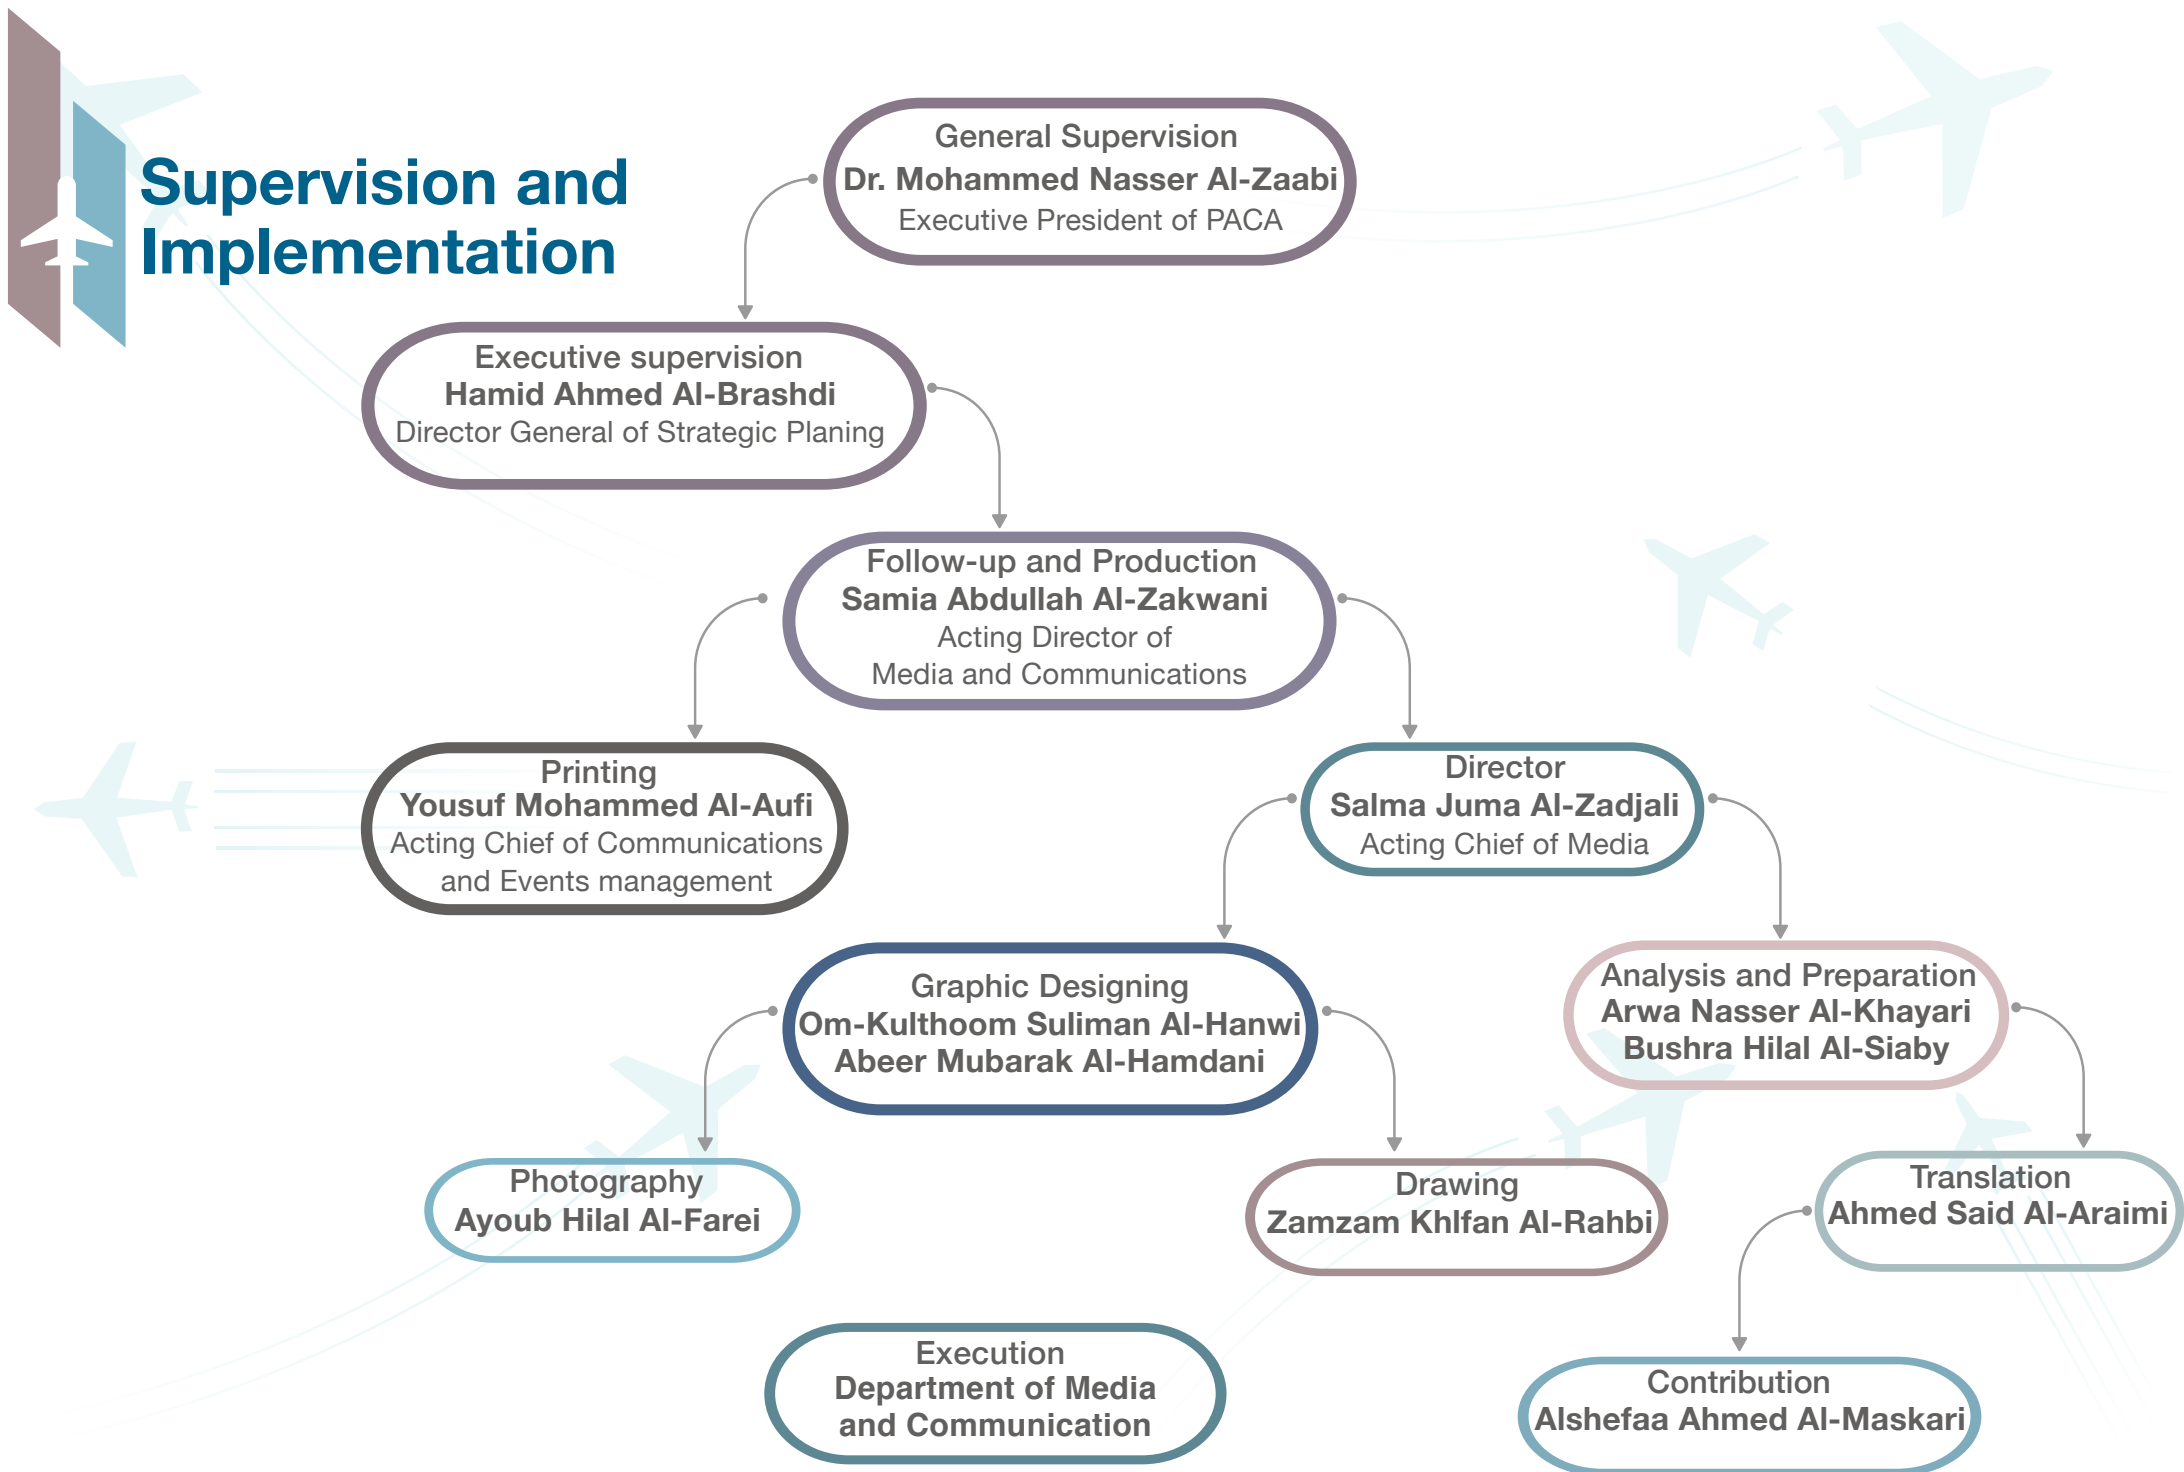 Supervision and
Implementation
General Supervision
Dr. Mohammed Nasser Al-Zaabi
Executive President of PACA
Executive supervision
Hamid Ahmed Al-Brashdi
Director General of Strategic Planing
Follow-up and Production
Samia Abdullah Al-Zakwani
Acting Director of
Media and Communications
Printing
Yousuf Mohammed Al-Aufi
Acting Chief of Communications
and Events management
Director
Salma Juma Al-Zadjali
Acting Chief of Media
Graphic Designing
Om-Kulthoom Suliman Al-Hanwi
Abeer Mubarak Al-Hamdani
Analysis and Preparation
Arwa Nasser Al-Khayari
Bushra Hilal Al-Siaby
Photography
Ayoub Hilal Al-Farei
Drawing
Zamzam Khlfan Al-Rahbi
Translation
Ahmed Said Al-Araimi
Execution
Department of Media
and Communication
Contribution
Alshefaa Ahmed Al-Maskari